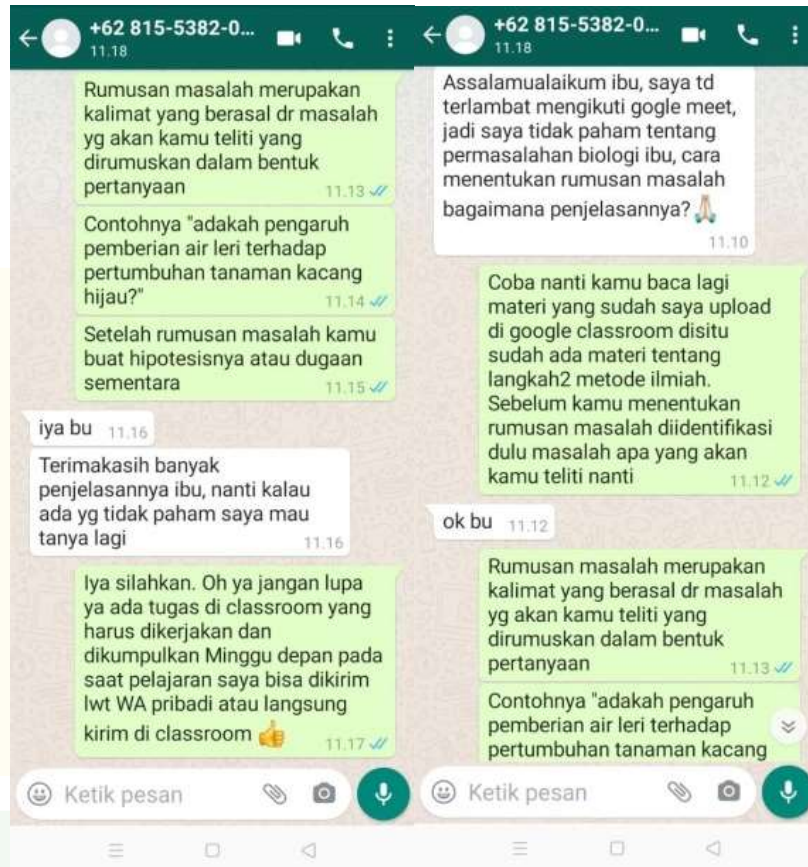 +62 815-5382-0...
11.18
Rumusan masalah merupakan
kalimat yang berasal dr masalah
yg akan kamu teliti yang
dirumuskan dalam bentuk
pertanyaan
11.13
Contohnya "adakah pengaruh
pemberian air leri terhadap
pertumbuhan tanaman kacang
hijau?"
11.14
Setelah rumusan masalah kamu
buat hipotesisnya atau dugaan
sementara
11.15
iya bu
11.16
Terimakasih banyak
penjelasannya ibu, nanti kalau
ada yg tidak paham saya mau
tanya lagi
11.16
Iya silahkan. Oh ya jangan lupa
ya ada tugas di classroom yang
harus dikerjakan dan
dikumpulkan Minggu depan pada
saat pelajaran saya bisa dikirim
lwt WA pribadi atau langsung
kirim di classroom 👍
11.17
Ketik pesan
+62 815-5382-0...
11.18
Assalamualaikum ibu, saya td
terlambat mengikuti gogle meet,
jadi saya tidak paham tentang
permasalahan biologi ibu, cara
menentukan rumusan masalah
bagaimana penjelasannya? 🙏🏻
11.10
Coba nanti kamu baca lagi
materi yang sudah saya upload
di google classroom disitu
sudah ada materi tentang
langkah2 metode ilmiah.
Sebelum kamu menentukan
rumusan masalah diidentifikasi
dulu masalah apa yang akan
kamu teliti nanti
11.12
ok bu
11.12
Rumusan masalah merupakan
kalimat yang berasal dr masalah
yg akan kamu teliti yang
dirumuskan dalam bentuk
pertanyaan
11.13
Contohnya "adakah pengaruh
pemberian air leri terhadap
pertumbuhan tanaman kacang
Ketik pesan